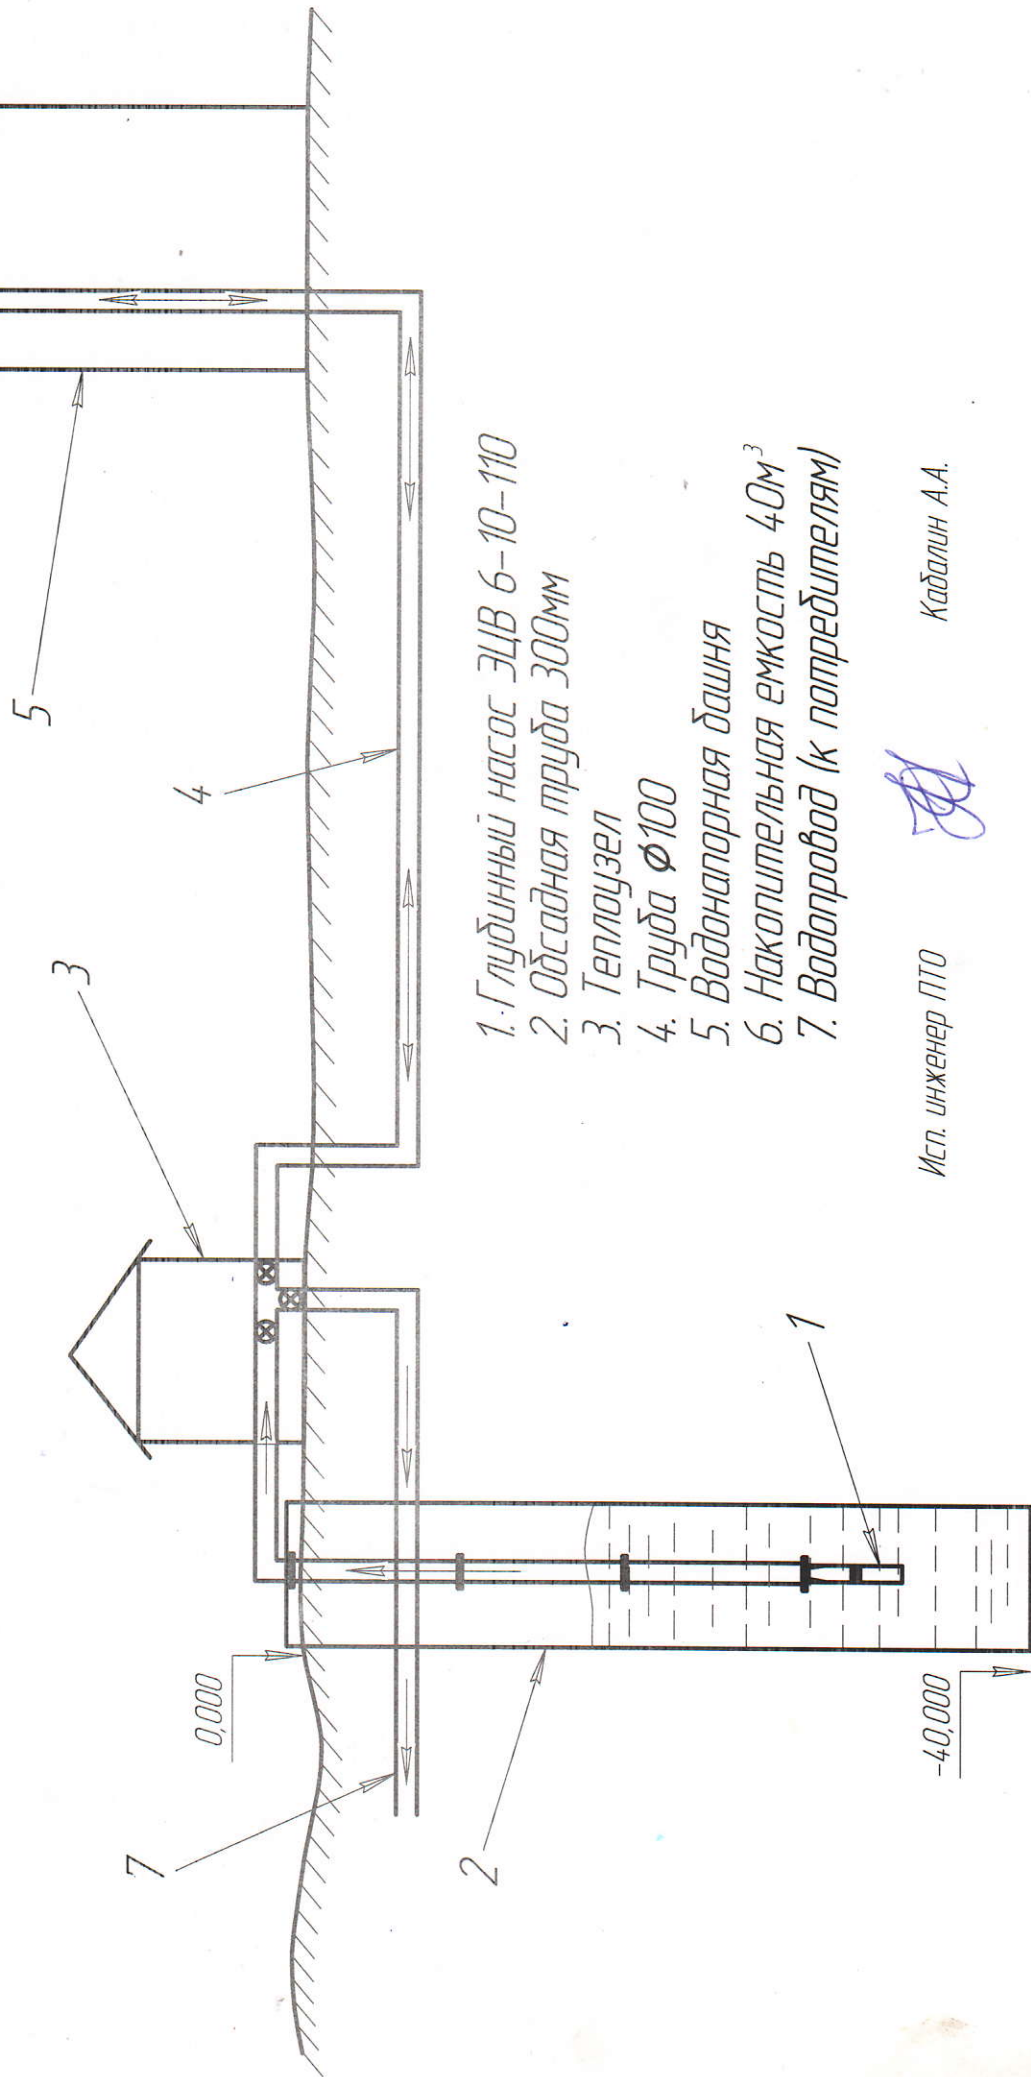 5
4
3
7
0,000
2
1
-40,000
1. Глубинный насос ЭЦВ 6-10-110
2. Обсадная труба 300мм
3. Теплоузел
4. Труба Ø100
5. Водонапорная башня
6. Накопительная емкость 40м³
7. Водопровод (к потребителям)
Исп. инженер ПТО Кабалин А.А.